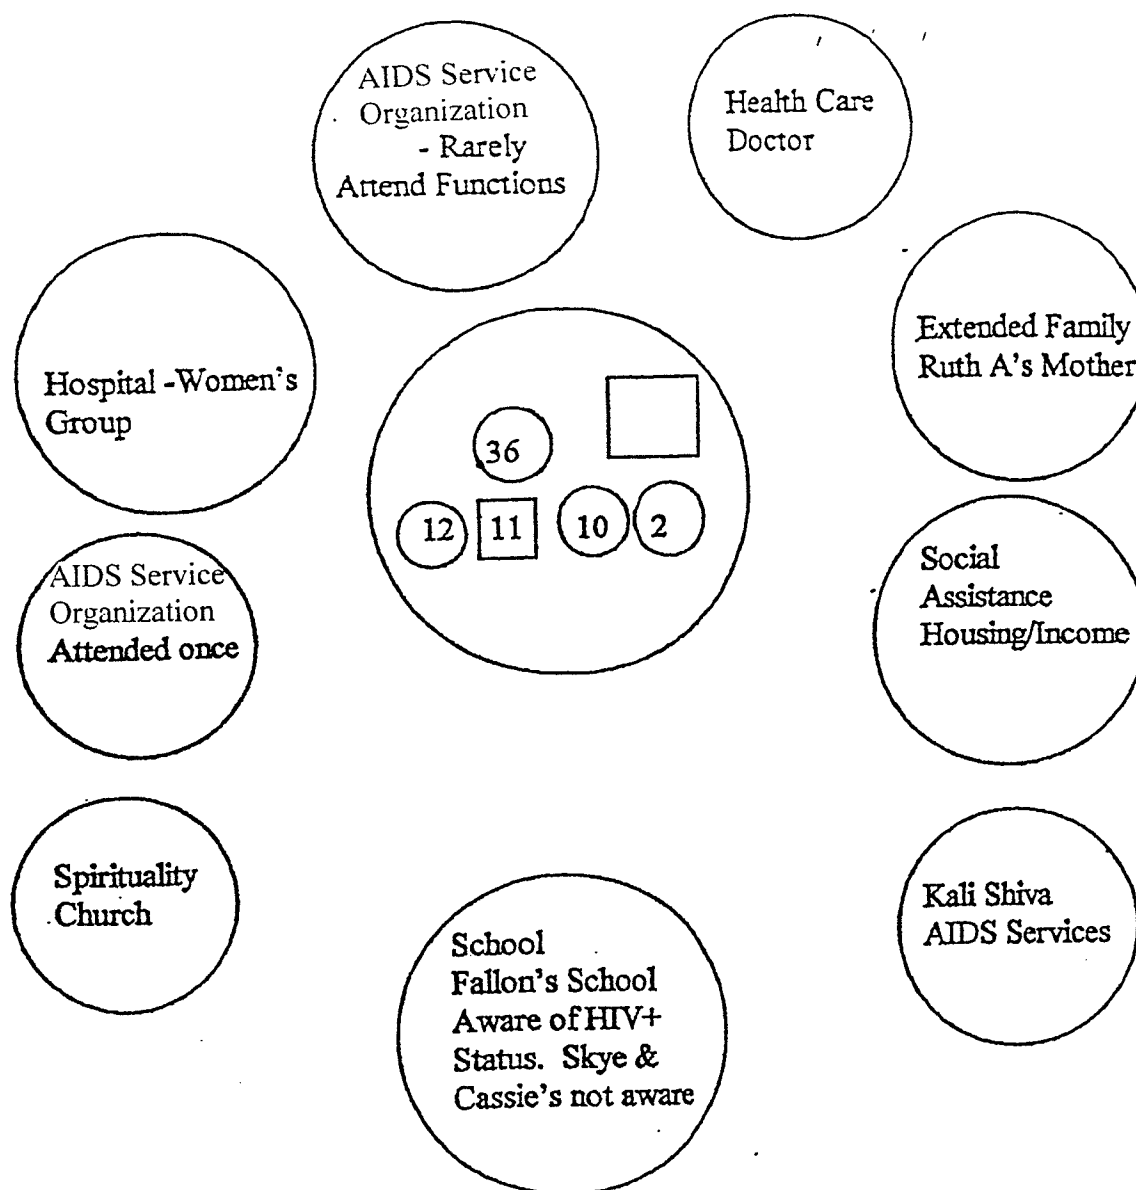 AIDS Service
Organization
- Rarely
Attend Functions
Health Care
Doctor
Hospital -Women's
Group
Extended Family
Ruth A's Mother
36
12
11
10
2
AIDS Service
Organization
Attended once
Social
Assistance
Housing/Income
Spirituality
Church
School
Fallon's School
Aware of HIV+
Status. Skye &
Cassie's not aware
Kali Shiva
AIDS Services